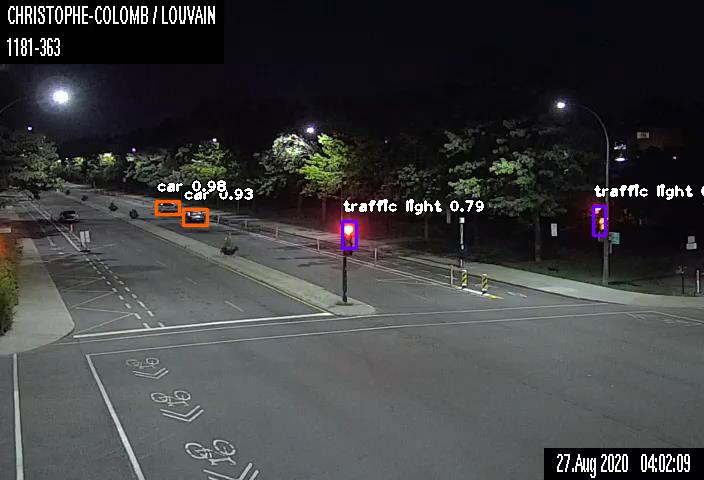 CHRISTOPHE-COLOMB / LOUVAIN
1181-363
car 0.98
car 0.93
traffic light 0.79
traffic light
27.Aug 2020 04:02:09